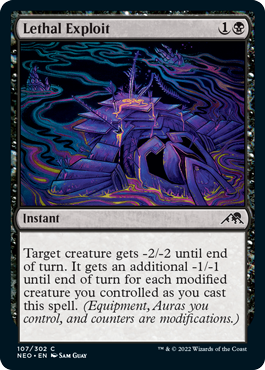 Lethal Exploit 1
Instant
Target creature gets -2/-2 until end
of turn. It gets an additional -1/-1
until end of turn for each modified
creature you controlled as you cast
this spell. (Equipment, Auras you
control, and counters are modifications.)
107/302 C
NEO • EN SAM GUAY
™ & © 2022 Wizards of the Coast